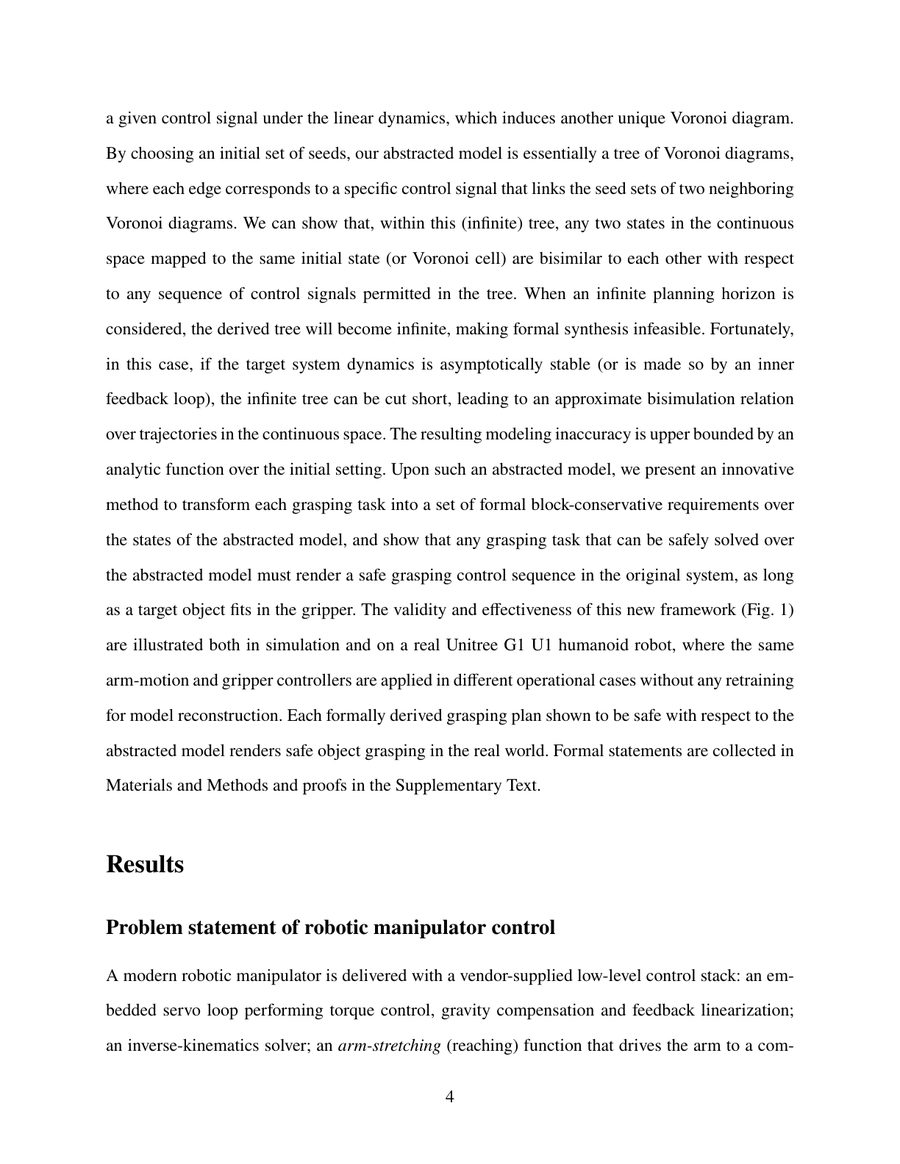 a given control signal under the linear dynamics, which induces another unique Voronoi diagram.
By choosing an initial set of seeds, our abstracted model is essentially a tree of Voronoi diagrams,
where each edge corresponds to a specific control signal that links the seed sets of two neighboring
Voronoi diagrams. We can show that, within this (infinite) tree, any two states in the continuous
space mapped to the same initial state (or Voronoi cell) are bisimilar to each other with respect
to any sequence of control signals permitted in the tree. When an infinite planning horizon is
considered, the derived tree will become infinite, making formal synthesis infeasible. Fortunately,
in this case, if the target system dynamics is asymptotically stable (or is made so by an inner
feedback loop), the infinite tree can be cut short, leading to an approximate bisimulation relation
over trajectories in the continuous space. The resulting modeling inaccuracy is upper bounded by an
analytic function over the initial setting. Upon such an abstracted model, we present an innovative
method to transform each grasping task into a set of formal block-conservative requirements over
the states of the abstracted model, and show that any grasping task that can be safely solved over
the abstracted model must render a safe grasping control sequence in the original system, as long
as a target object fits in the gripper. The validity and effectiveness of this new framework (Fig. 1)
are illustrated both in simulation and on a real Unitree G1 U1 humanoid robot, where the same
arm-motion and gripper controllers are applied in different operational cases without any retraining
for model reconstruction. Each formally derived grasping plan shown to be safe with respect to the
abstracted model renders safe object grasping in the real world. Formal statements are collected in
Materials and Methods and proofs in the Supplementary Text.
Results
Problem statement of robotic manipulator control
A modern robotic manipulator is delivered with a vendor-supplied low-level control stack: an em-
bedded servo loop performing torque control, gravity compensation and feedback linearization;
an inverse-kinematics solver; an arm-stretching (reaching) function that drives the arm to a com-
4